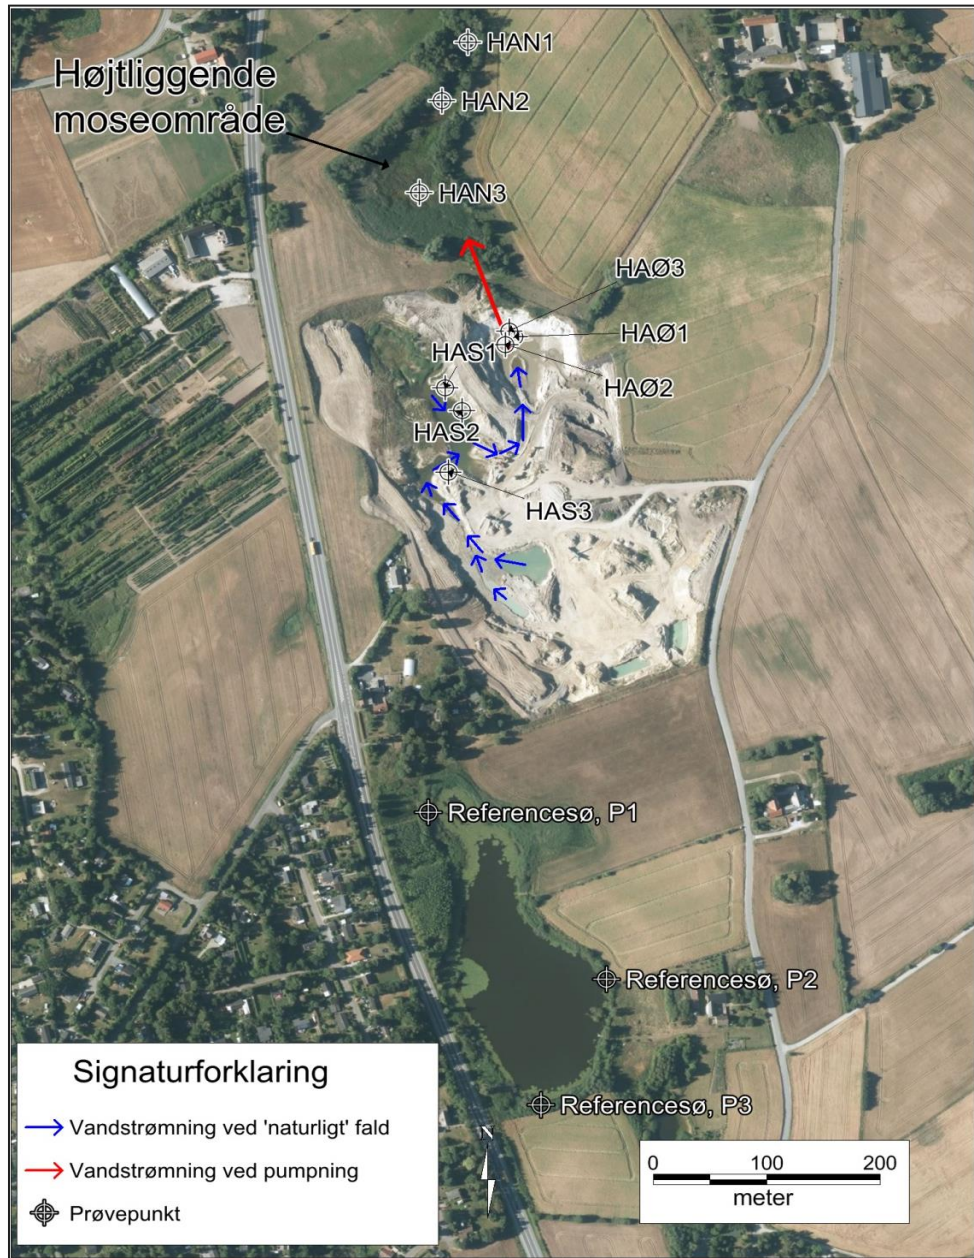 HAN1
Højtliggende
moseområde
HAN2
HAN3
HAØ3
HAØ1
HAS1
HAØ2
HAS2
HAS3
Referencesø, P1
Referencesø, P2
Referencesø, P3
Signaturforklaring
Vandstrømning ved 'naturligt' fald
Vandstrømning ved pumpning
Prøvepunkt
N
0 100 200
meter